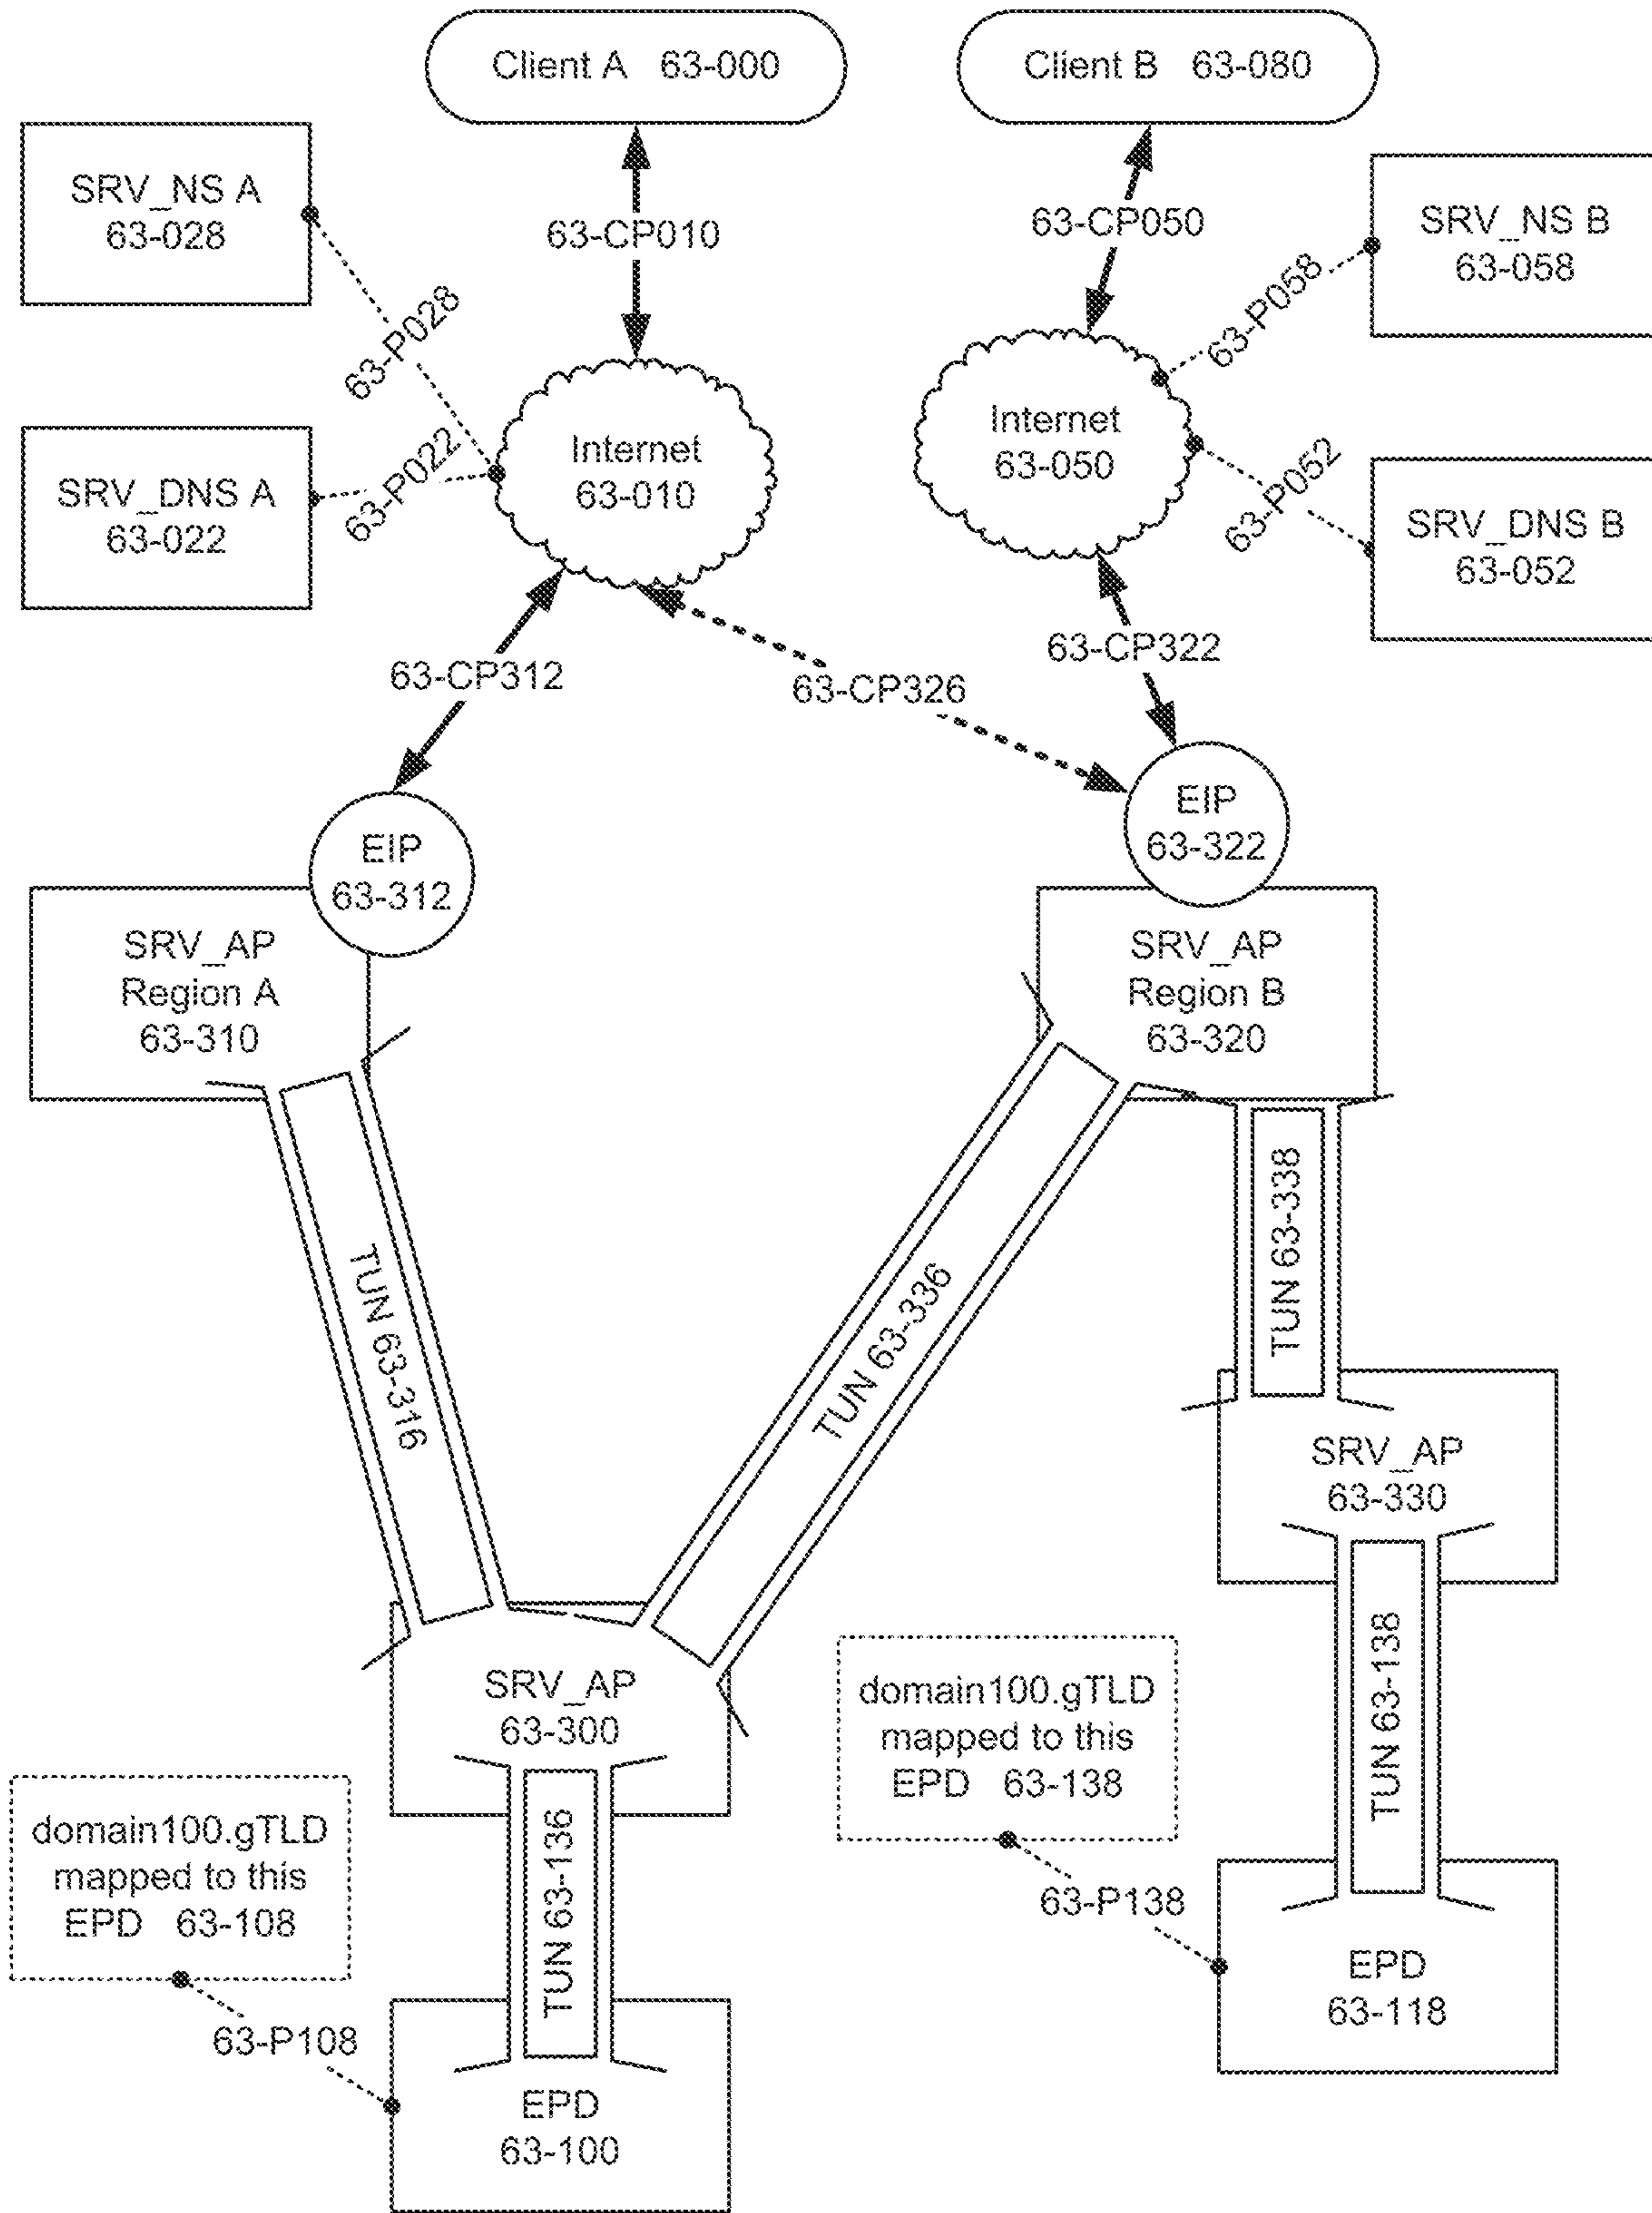 Client A 63-000
Client B 63-080
SRV_NS A
63-028
63-CP010
63-CP050
SRV_NS B
63-058
63-P028
63-P058
Internet
63-010
Internet
63-050
SRV_DNS A
63-022
63-P022
63-P052
SRV_DNS B
63-052
63-CP312
63-CP326
63-CP322
EIP
63-312
EIP
63-322
SRV_AP
Region A
63-310
SRV_AP
Region B
63-320
TUN 63-316
TUN 63-336
TUN 63-338
SRV_AP
63-330
SRV_AP
63-300
domain100.gTLD
mapped to this
EPD 63-138
TUN 63-138
domain100.gTLD
mapped to this
EPD 63-108
TUN 63-136
63-P138
EPD
63-118
63-P108
EPD
63-100